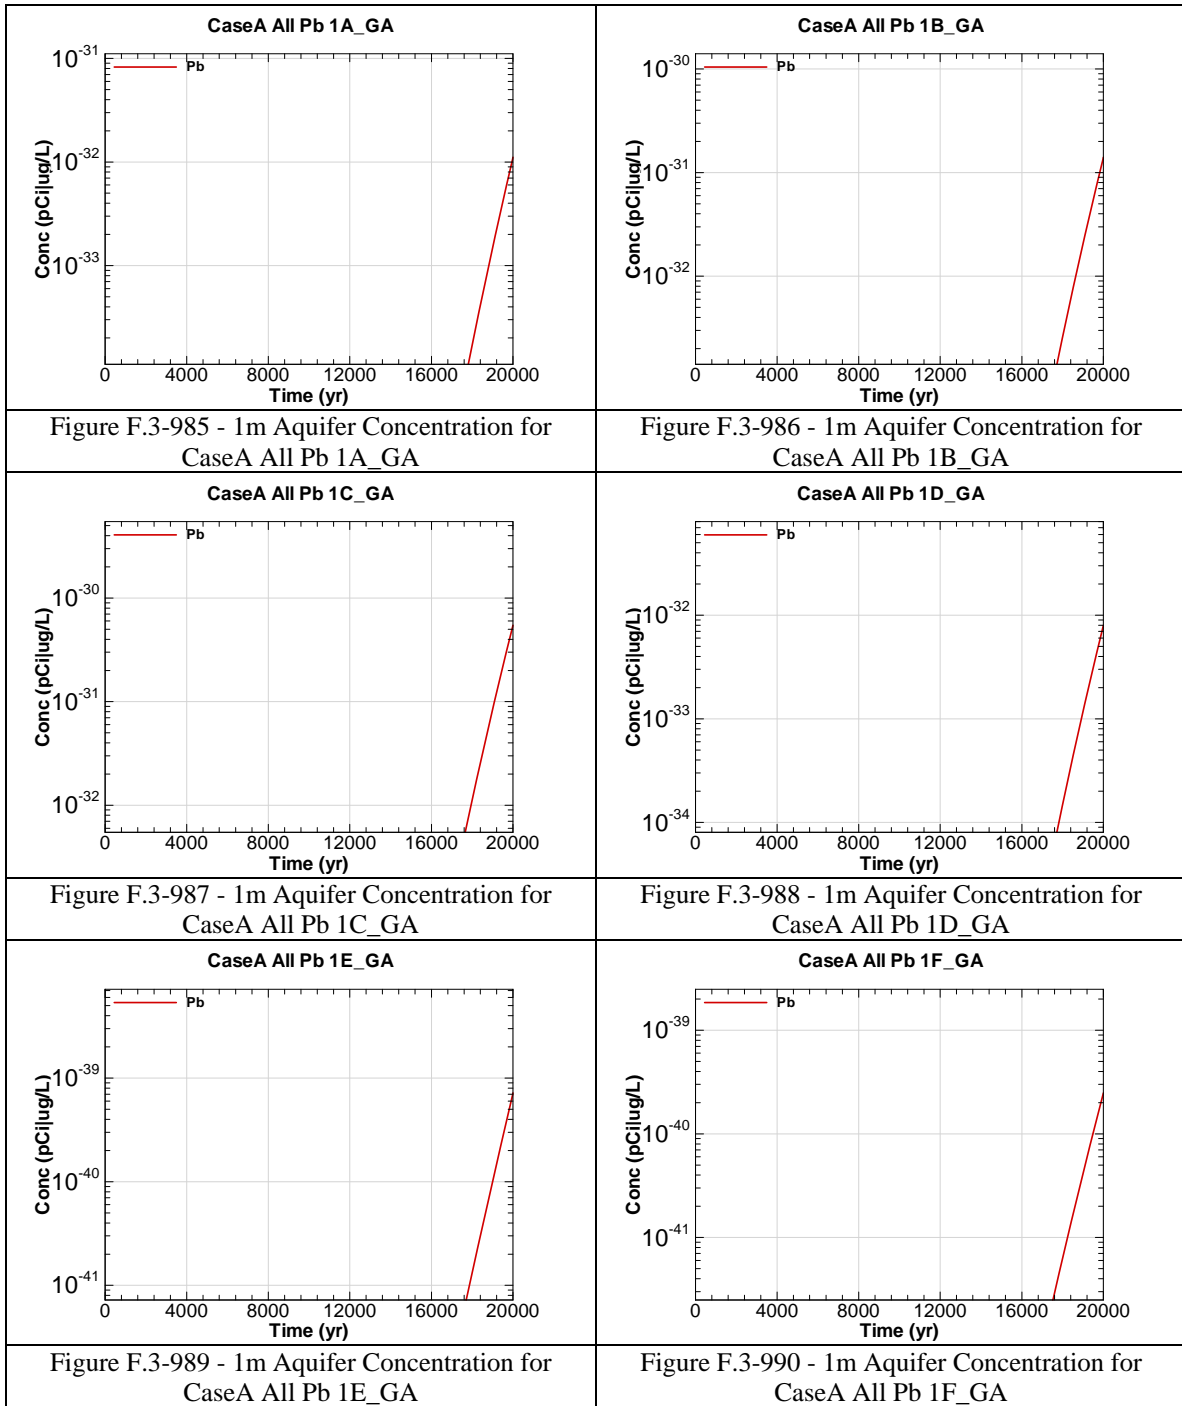 CaseA All Pb 1A_GA
Pb
Conc (pCi|ug/L)
10-31
10-32
10-33
0 4000 8000 12000 16000 20000
Time (yr)
Figure F.3-985 - 1m Aquifer Concentration for
CaseA All Pb 1A_GA
CaseA All Pb 1B_GA
Pb
Conc (pCi|ug/L)
10-30
10-31
10-32
0 4000 8000 12000 16000 20000
Time (yr)
Figure F.3-986 - 1m Aquifer Concentration for
CaseA All Pb 1B_GA
CaseA All Pb 1C_GA
Pb
Conc (pCi|ug/L)
10-30
10-31
10-32
0 4000 8000 12000 16000 20000
Time (yr)
Figure F.3-987 - 1m Aquifer Concentration for
CaseA All Pb 1C_GA
CaseA All Pb 1D_GA
Pb
Conc (pCi|ug/L)
10-32
10-33
10-34
0 4000 8000 12000 16000 20000
Time (yr)
Figure F.3-988 - 1m Aquifer Concentration for
CaseA All Pb 1D_GA
CaseA All Pb 1E_GA
Pb
Conc (pCi|ug/L)
10-39
10-40
10-41
0 4000 8000 12000 16000 20000
Time (yr)
Figure F.3-989 - 1m Aquifer Concentration for
CaseA All Pb 1E_GA
CaseA All Pb 1F_GA
Pb
Conc (pCi|ug/L)
10-39
10-40
10-41
0 4000 8000 12000 16000 20000
Time (yr)
Figure F.3-990 - 1m Aquifer Concentration for
CaseA All Pb 1F_GA